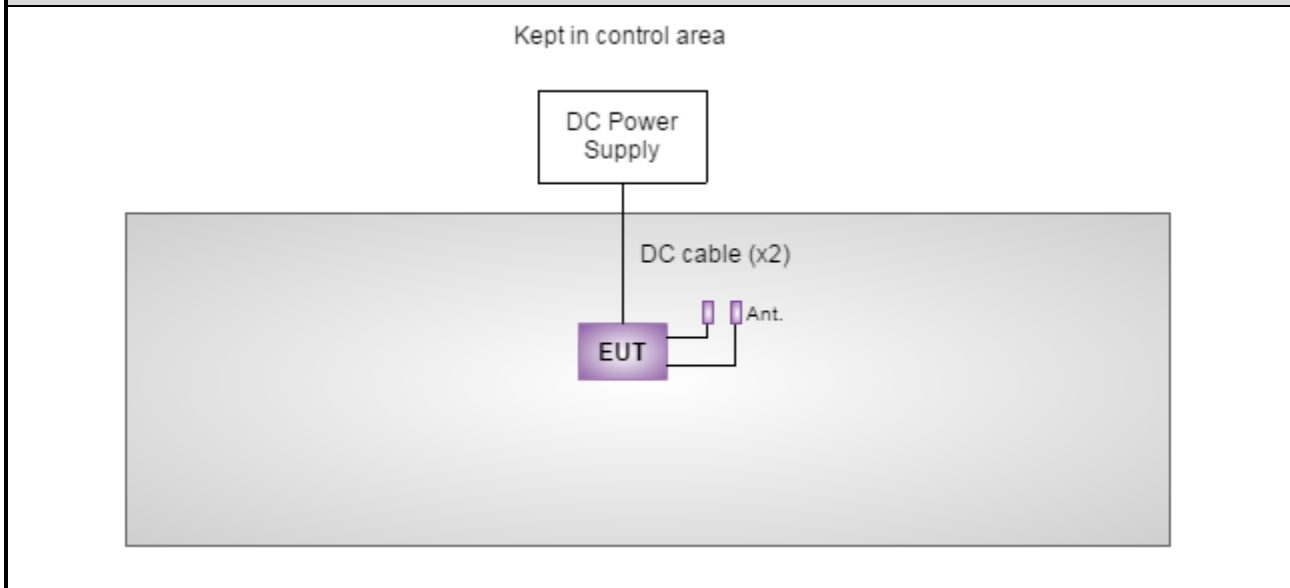 Kept in control area
DC Power
Supply
DC cable (x2)
Ant.
EUT